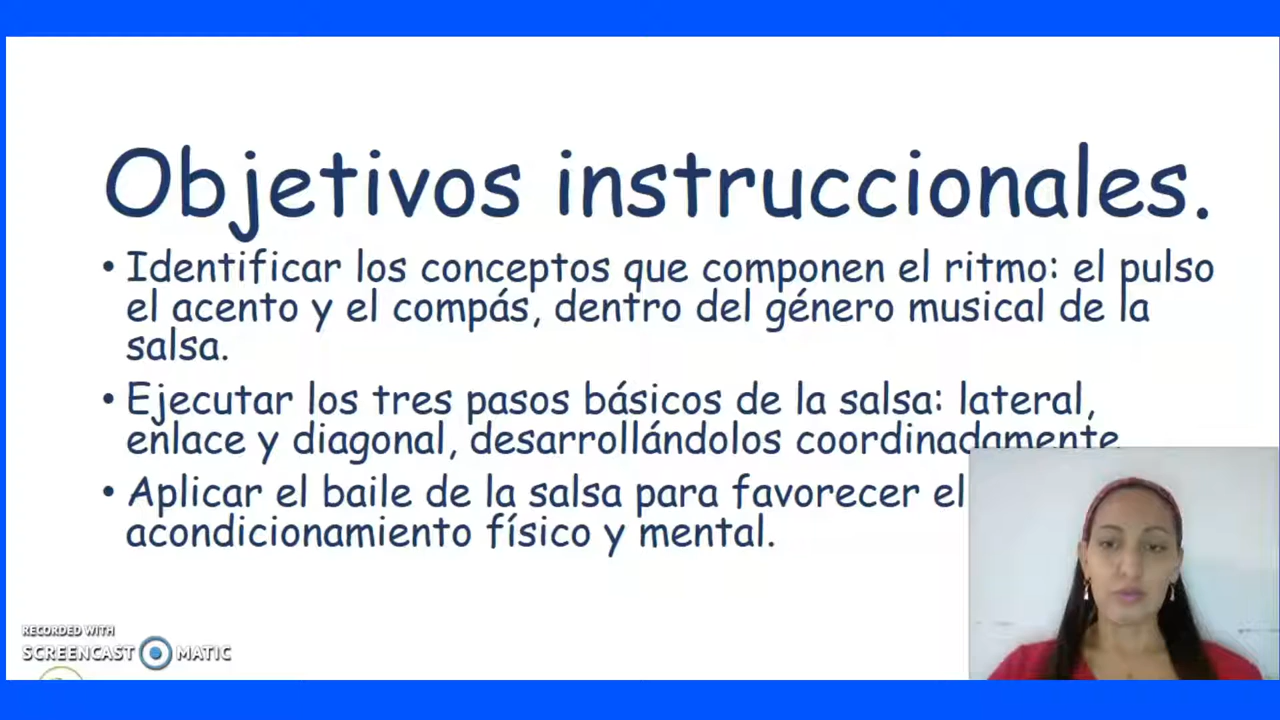 Objetivos instruccionales.
• Identificar los conceptos que componen el ritmo: el pulso
el acento y el compás, dentro del género musical de la
salsa.
• Ejecutar los tres pasos básicos de la salsa: lateral,
enlace y diagonal, desarrollándolos coordinadamente
• Aplicar el baile de la salsa para favorecer el
acondicionamiento físico y mental.
RECORDED WITH
SCREENCAST MATIC